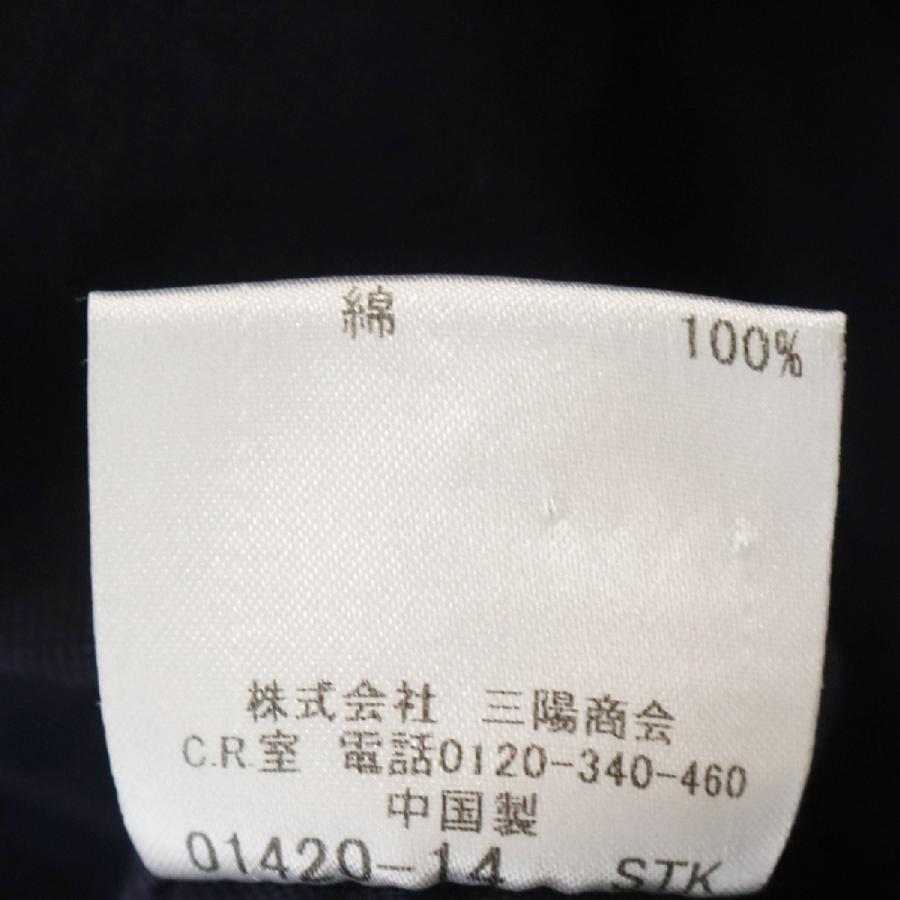 綿 100%
株式会社 三陽商会
C.R.室 電話0120-340-460
中国製
01420-14 STK